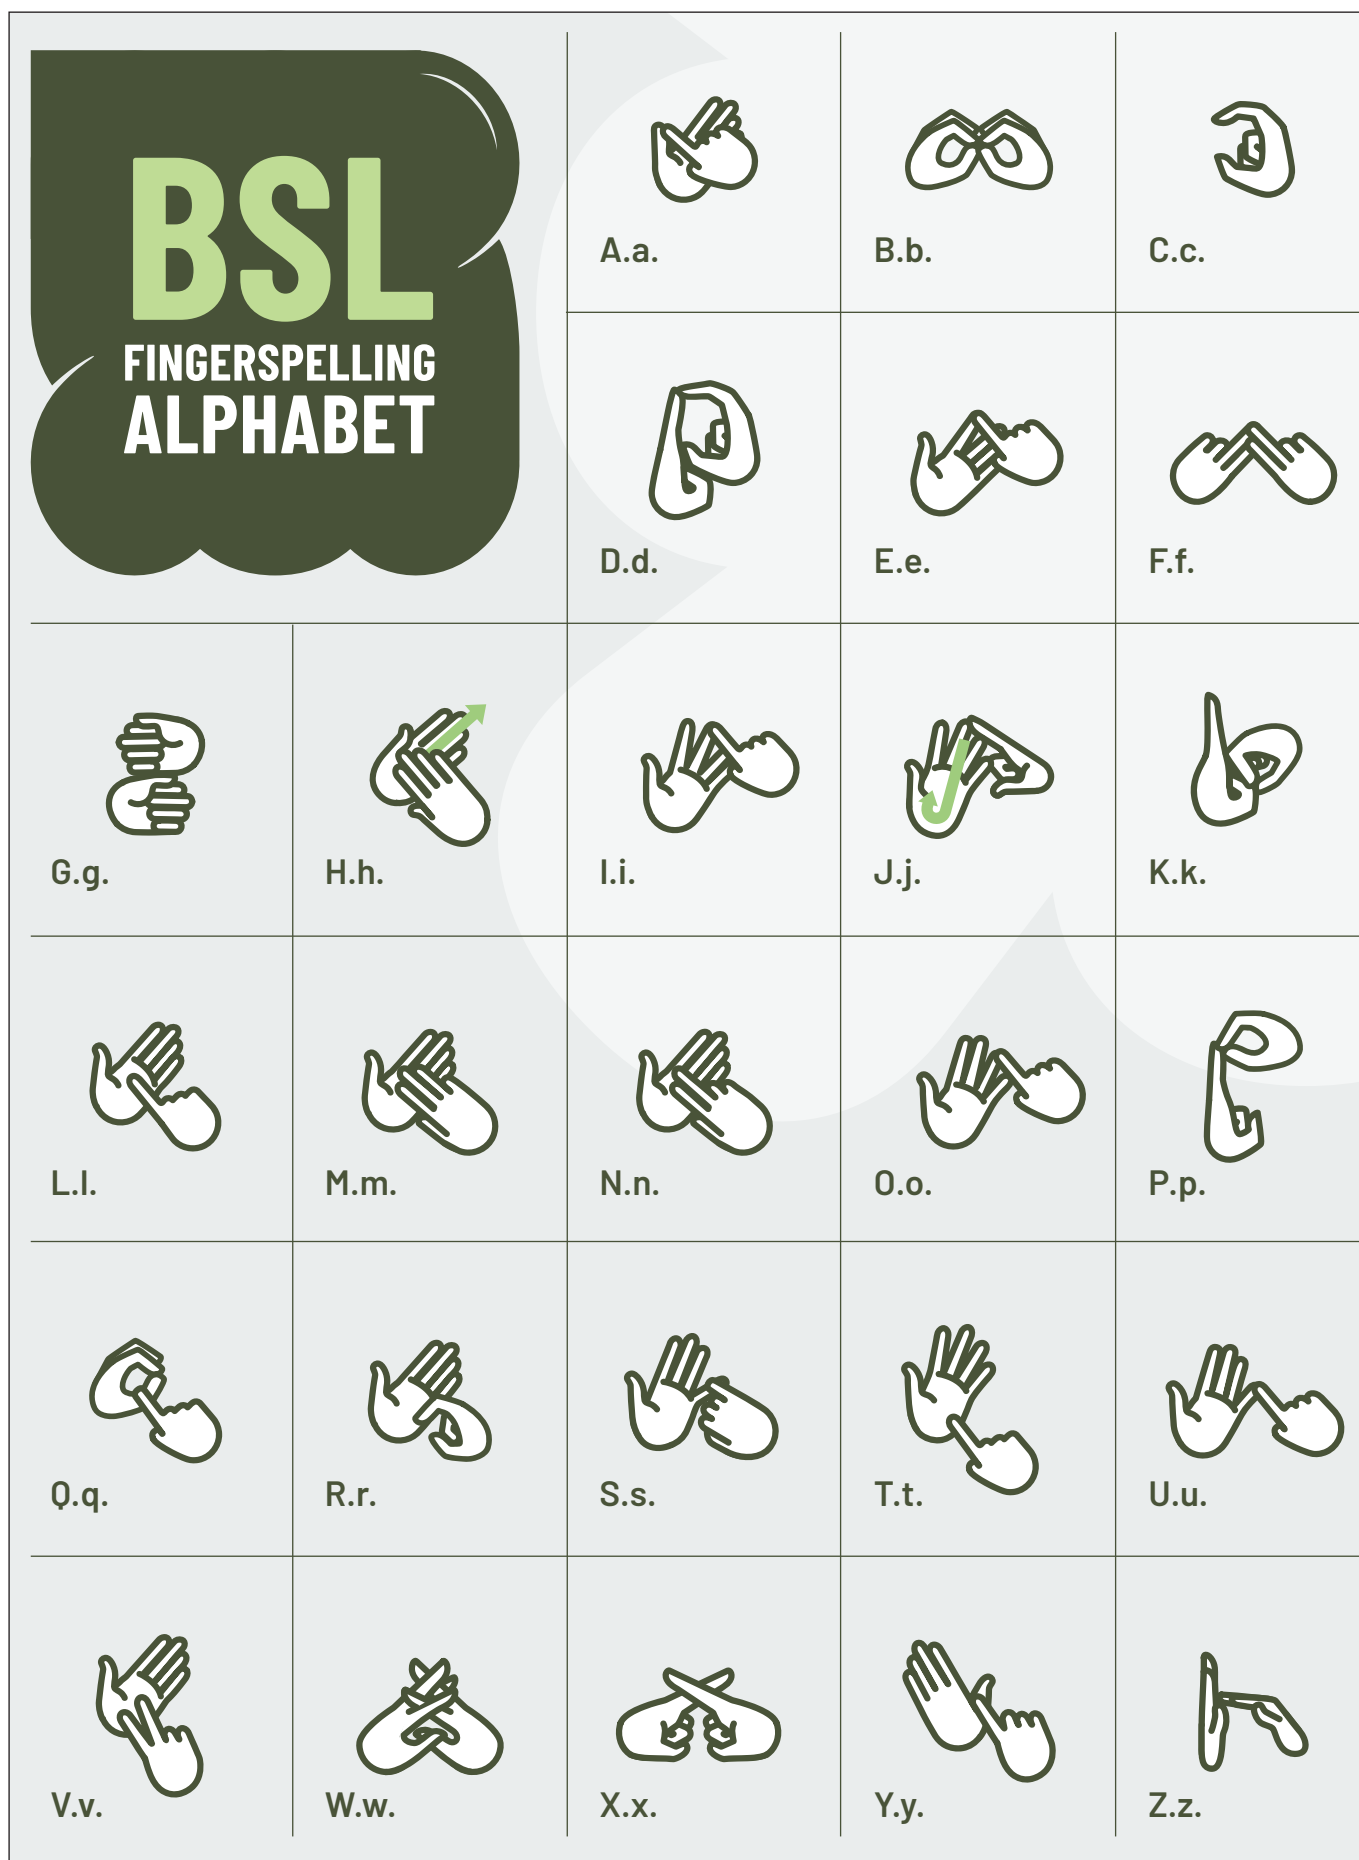 BSL
FINGERSPELLING
ALPHABET
A.a.
B.b.
C.c.
D.d.
E.e.
F.f.
G.g.
H.h.
I.i.
J.j.
K.k.
L.l.
M.m.
N.n.
O.o.
P.p.
Q.q.
R.r.
S.s.
T.t.
U.u.
V.v.
W.w.
X.x.
Y.y.
Z.z.